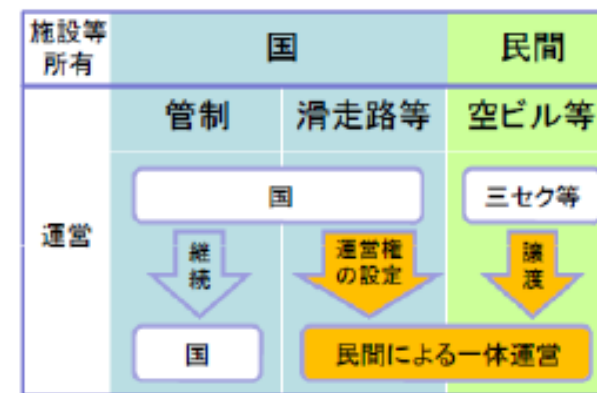 施設等
所有
国
民間
管制
滑走路等
空ビル等
運営
国
三セク等
継
続
運営権
の設定
譲
渡
国
民間による一体運営